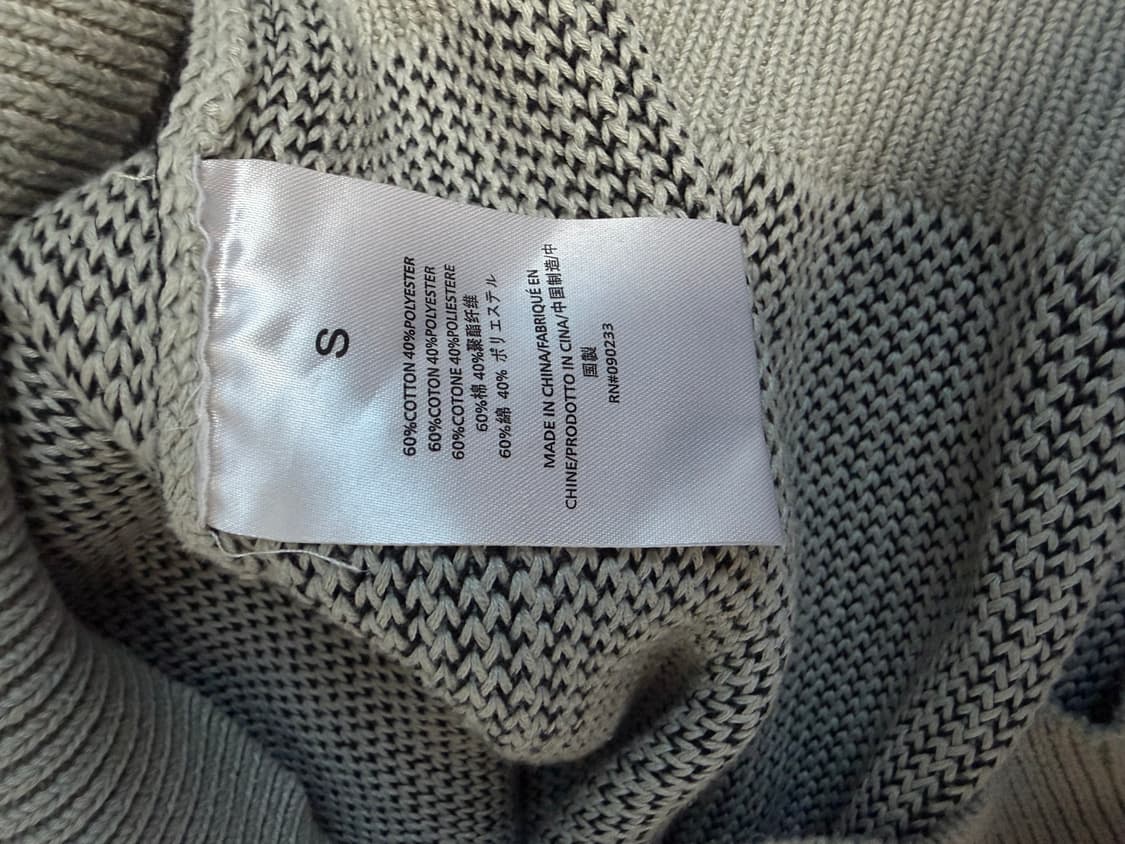 S
60%COTTON 40%POLYESTER
60%COTON 40%POLYESTER
60%COTONE 40%POLIESTERE
60%棉 40%聚酯纤维
60%綿 40% ポリエステル
MADE IN CHINA/FABRIQUÉ EN
CHINE/PRODOTTO IN CINA/中国制造/中
国製
RN#090233